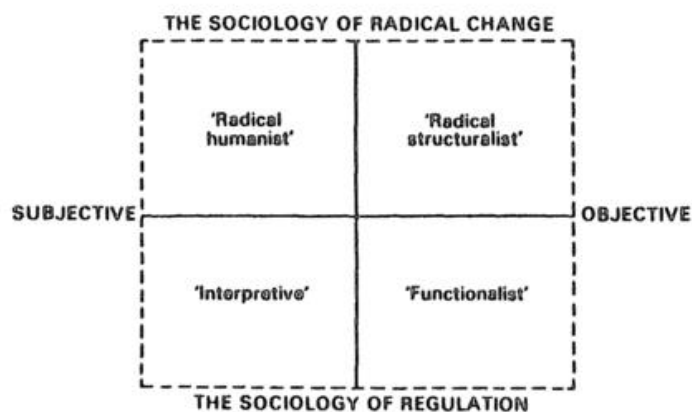 THE SOCIOLOGY OF RADICAL CHANGE
'Radical
humanist'
'Radical
structuralist'
SUBJECTIVE
OBJECTIVE
'Interpretive'
'Functionalist'
THE SOCIOLOGY OF REGULATION